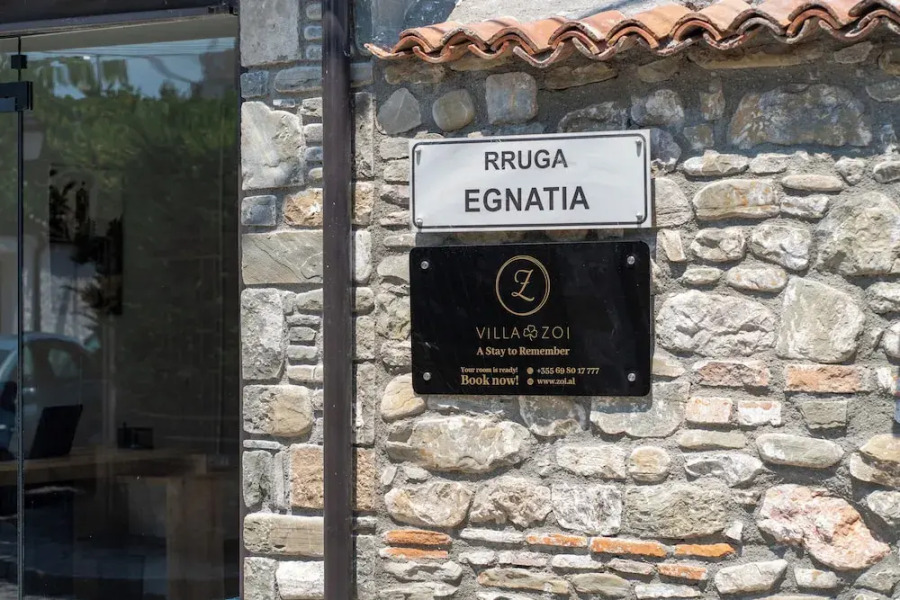 RRUGA
EGNATIA
Z
VILLA ZOI
A Stay to Remember
Your room is ready!
Book now!
+355 69 80 17 777
www.zoi.al